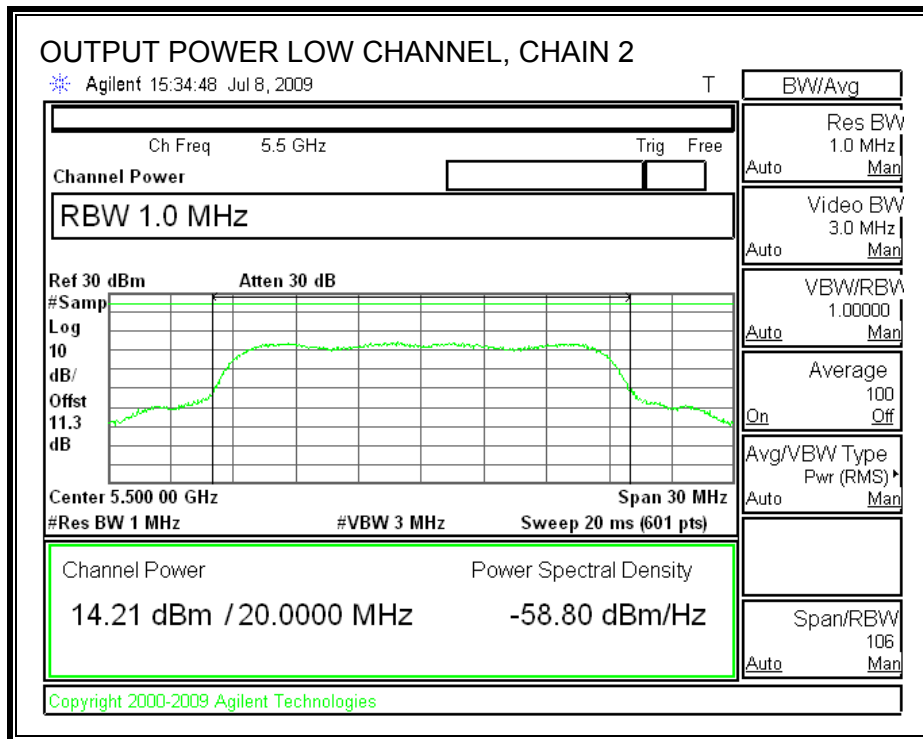 OUTPUT POWER LOW CHANNEL, CHAIN 2
Agilent 15:34:48 Jul 8, 2009 T
Ch Freq 5.5 GHz Trig Free
Channel Power
RBW 1.0 MHz
Ref 30 dBm Atten 30 dB
#Samp
Log
10
dB/
Offst
11.3
dB
Center 5.500 00 GHz Span 30 MHz
#Res BW 1 MHz #VBW 3 MHz Sweep 20 ms (601 pts)
Channel Power Power Spectral Density
14.21 dBm / 20.0000 MHz -58.80 dBm/Hz
Copyright 2000-2009 Agilent Technologies
BW/Avg
Res BW
1.0 MHz
Auto Man
Video BW
3.0 MHz
Auto Man
VBW/RBW
1.00000
Auto Man
Average
100
On Off
Avg/VBW Type
Pwr (RMS)
Auto Man
Span/RBW
106
Auto Man